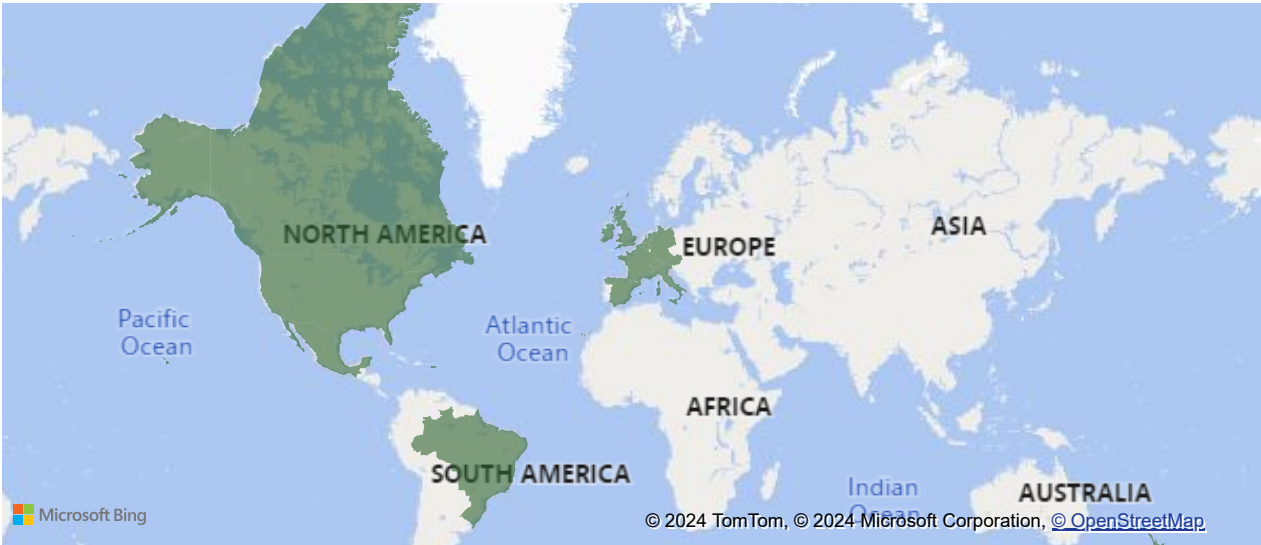 NORTH AMERICA
EUROPE
ASIA
Pacific
Ocean
Atlantic
Ocean
AFRICA
SOUTH AMERICA
Indian
Ocean
AUSTRALIA
Microsoft Bing
© 2024 TomTom, © 2024 Microsoft Corporation, © OpenStreetMap